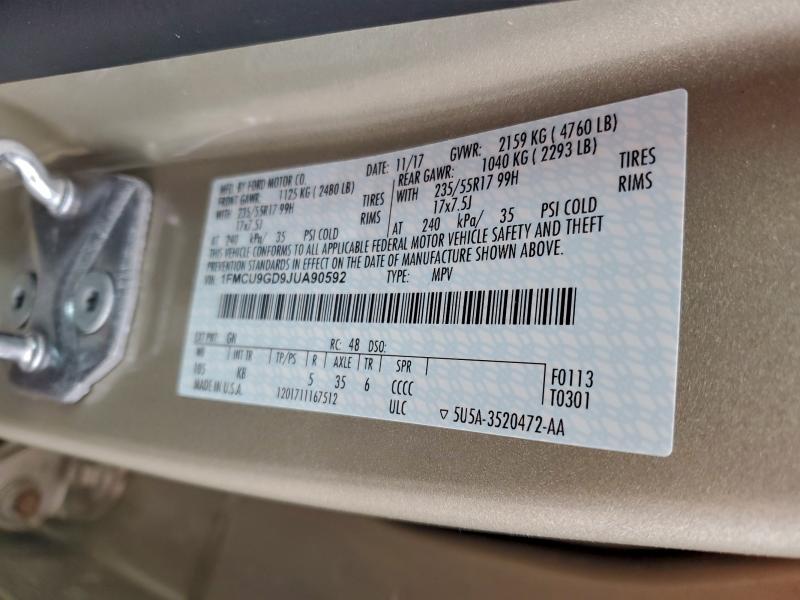 MFD. BY FORD MOTOR CO.
DATE: 11/17 GVWR: 2159 KG ( 4760 LB)
FRONT GAWR: 1125 KG ( 2480 LB) REAR GAWR: 1040 KG ( 2293 LB)
WITH 235/55R17 99H TIRES WITH 235/55R17 99H TIRES
17x7.5J RIMS 17x7.5J RIMS
AT 240 kPa/ 35 PSI COLD AT 240 kPa/ 35 PSI COLD
THIS VEHICLE CONFORMS TO ALL APPLICABLE FEDERAL MOTOR VEHICLE SAFETY AND THEFT
PREVENTION STANDARDS IN EFFECT ON THE DATE OF MANUFACTURE SHOWN ABOVE.
VIN: 1FMCU9GD9JUA90592 TYPE: MPV
EXT PNT: GN RC: 48 DSO:
WB INT TR TP/PS R AXLE TR SPR
105 KB 5 35 6 CCCC F0113
MADE IN U.S.A. 1201711167512 ULC T0301
▽ 5U5A-3520472-AA